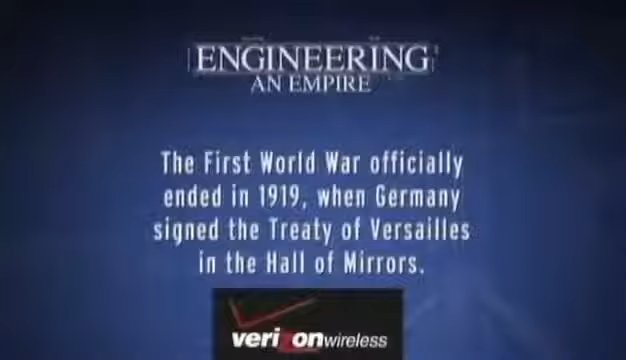 ENGINEERING
AN EMPIRE
The First World War officially
ended in 1919, when Germany
signed the Treaty of Versailles
in the Hall of Mirrors.
verizonwireless